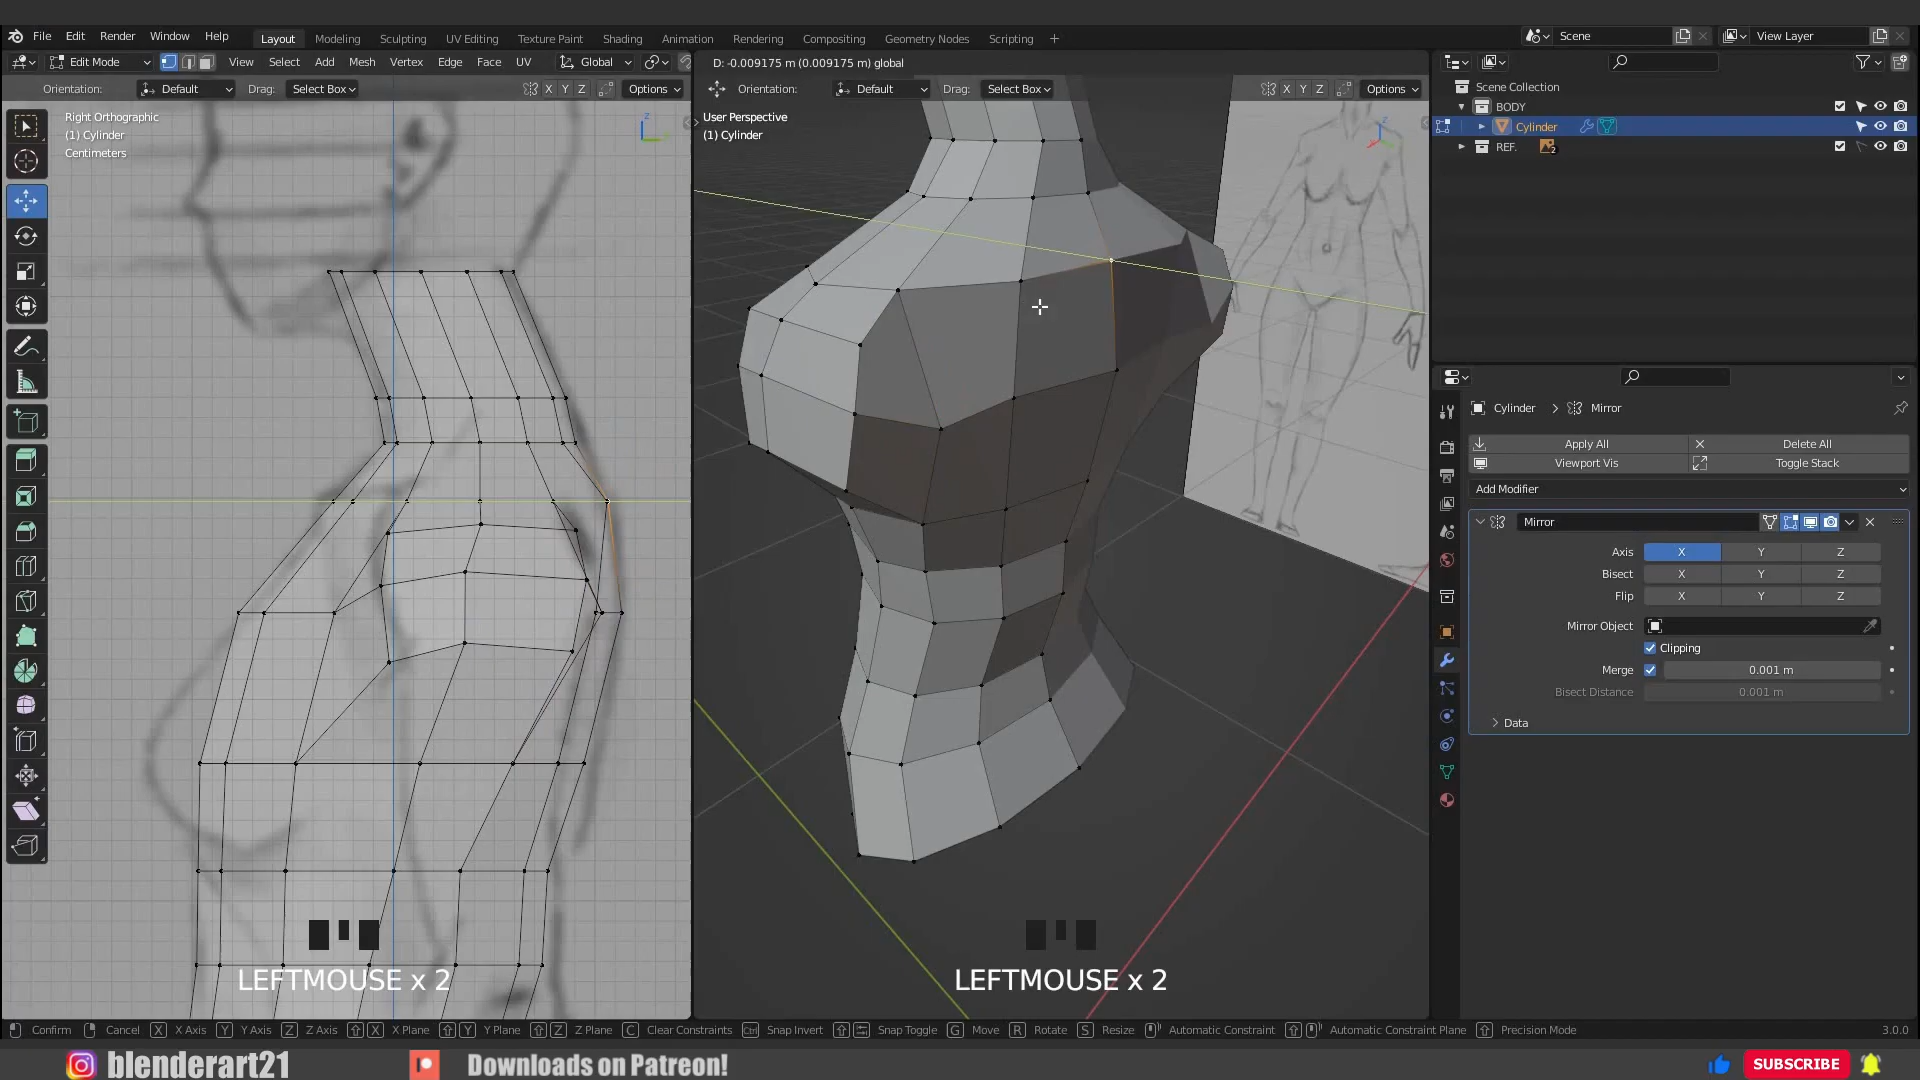 File Edit Render Window Help Layout Modeling Sculpting UV Editing Texture Paint Shading Animation Rendering Compositing Geometry Nodes Scripting + Scene View Layer
Edit Mode View Select Add Mesh Vertex Edge Face UV Global D: -0.009175 m (0.009175 m) global
Orientation: Default Drag: Select Box X Y Z Options Orientation: Default Drag: Select Box X Y Z Options
Right Orthographic
(1) Cylinder
Centimeters
User Perspective
(1) Cylinder
Scene Collection
BODY
Cylinder
REF. 2
Cylinder > Mirror
Apply All Delete All
Viewport Vis Toggle Stack
Add Modifier
Mirror
Axis X Y Z
Bisect X Y Z
Flip X Y Z
Mirror Object
Clipping
Merge 0.001 m
Bisect Distance 0.001 m
Data
LEFTMOUSE x 2 LEFTMOUSE x 2
Confirm Cancel X X Axis Y Y Axis Z Z Axis X X Plane Y Y Plane Z Z Plane C Clear Constraints Ctrl Snap Invert Snap Toggle G Move R Rotate S Resize Automatic Constraint Automatic Constraint Plane Precision Mode 3.0.0
blenderart21 Downloads on Patreon! SUBSCRIBE